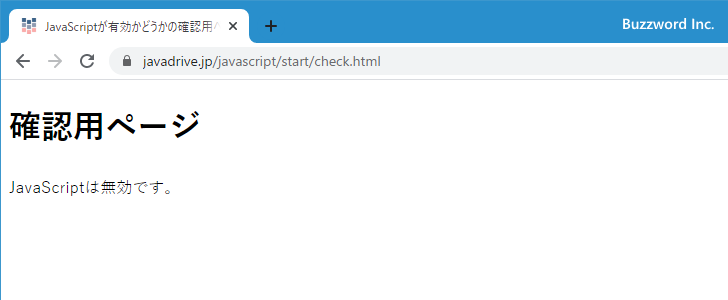 JavaScriptが有効かどうかの確認用ペ
Buzzword Inc.
javadrive.jp/javascript/start/check.html
確認用ページ
JavaScriptは無効です。